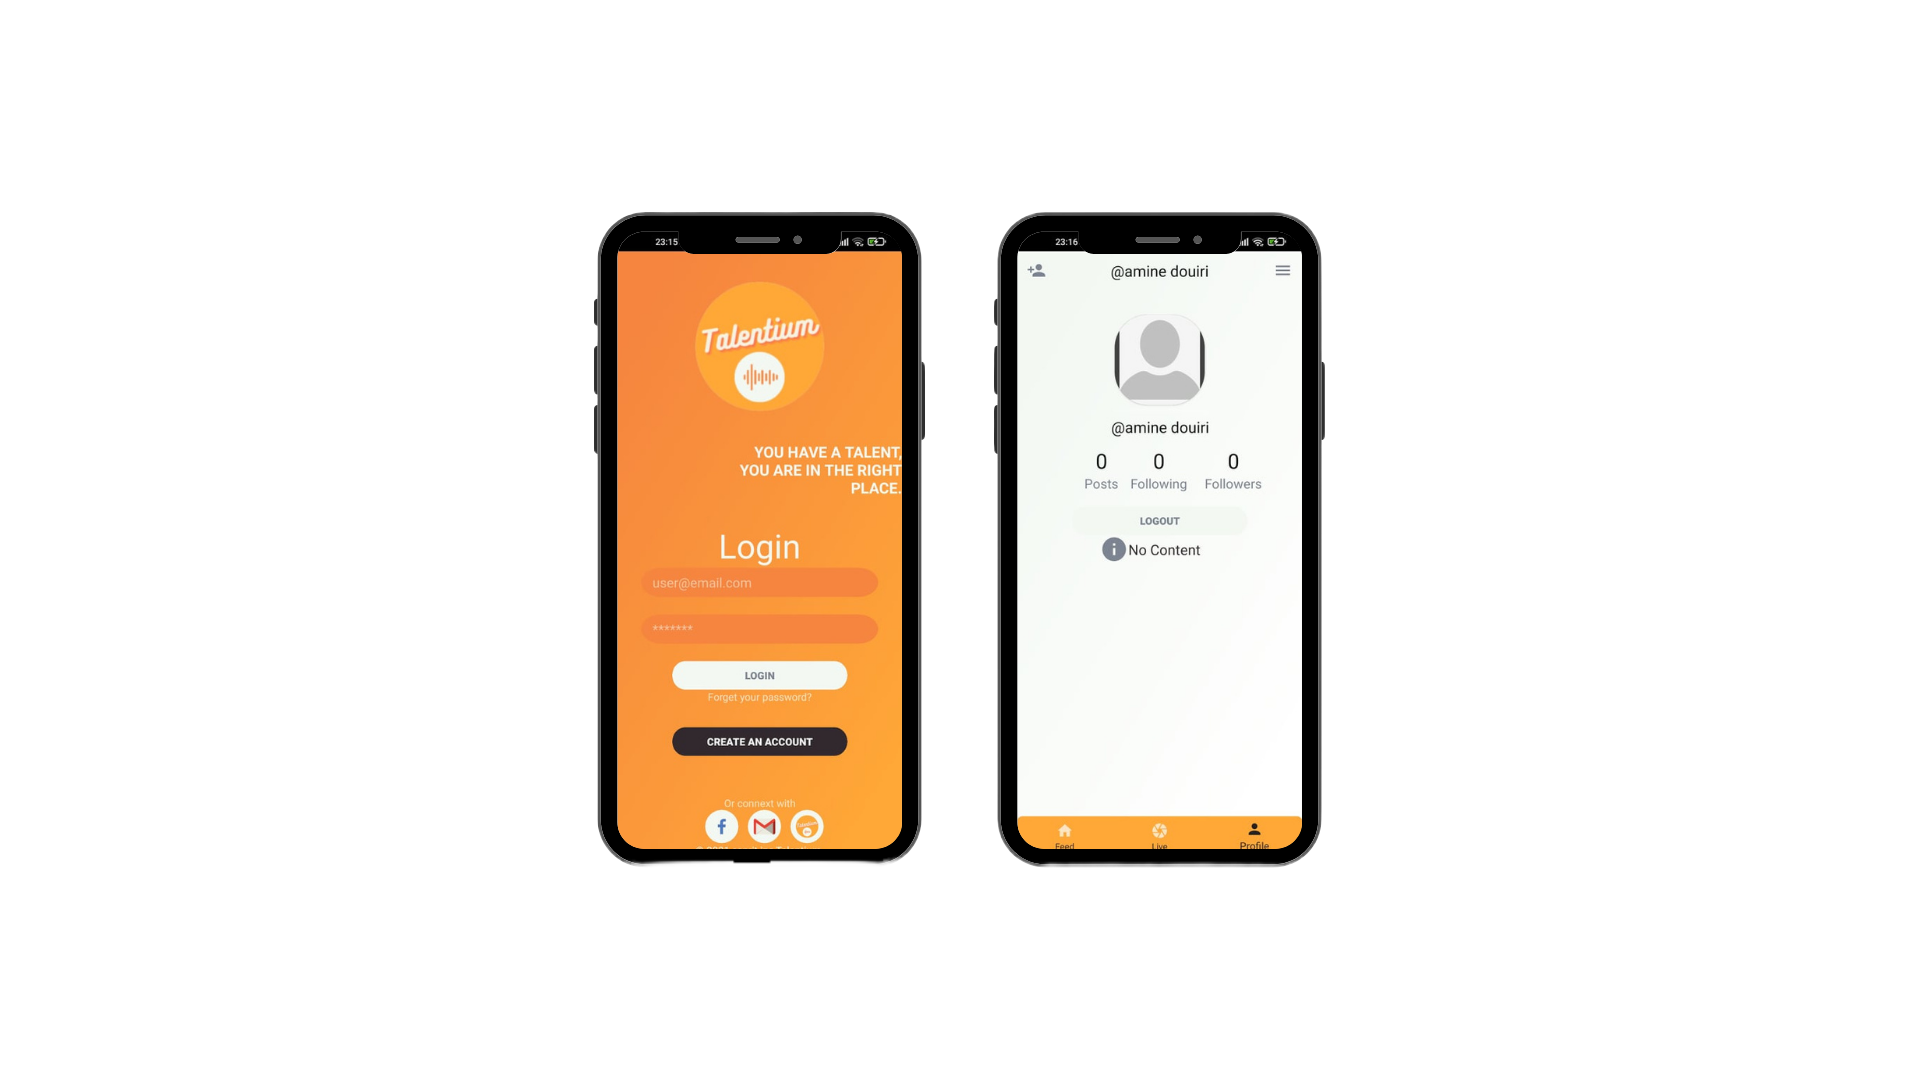 23:15
Talentium
YOU HAVE A TALENT,
YOU ARE IN THE RIGHT
PLACE.
Login
user@email.com
*******
LOGIN
Forget your password?
CREATE AN ACCOUNT
Or connext with
23:16
@amine douiri
@amine douiri
0 0 0
Posts Following Followers
LOGOUT
No Content
Feed Live Profile